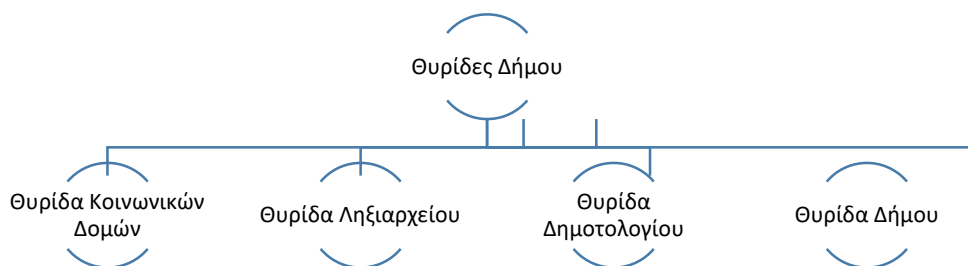 Θυρίδες Δήμου
Θυρίδα Κοινωνικών
Δομών
Θυρίδα Ληξιαρχείου
Θυρίδα
Δημοτολογίου
Θυρίδα Δήμου